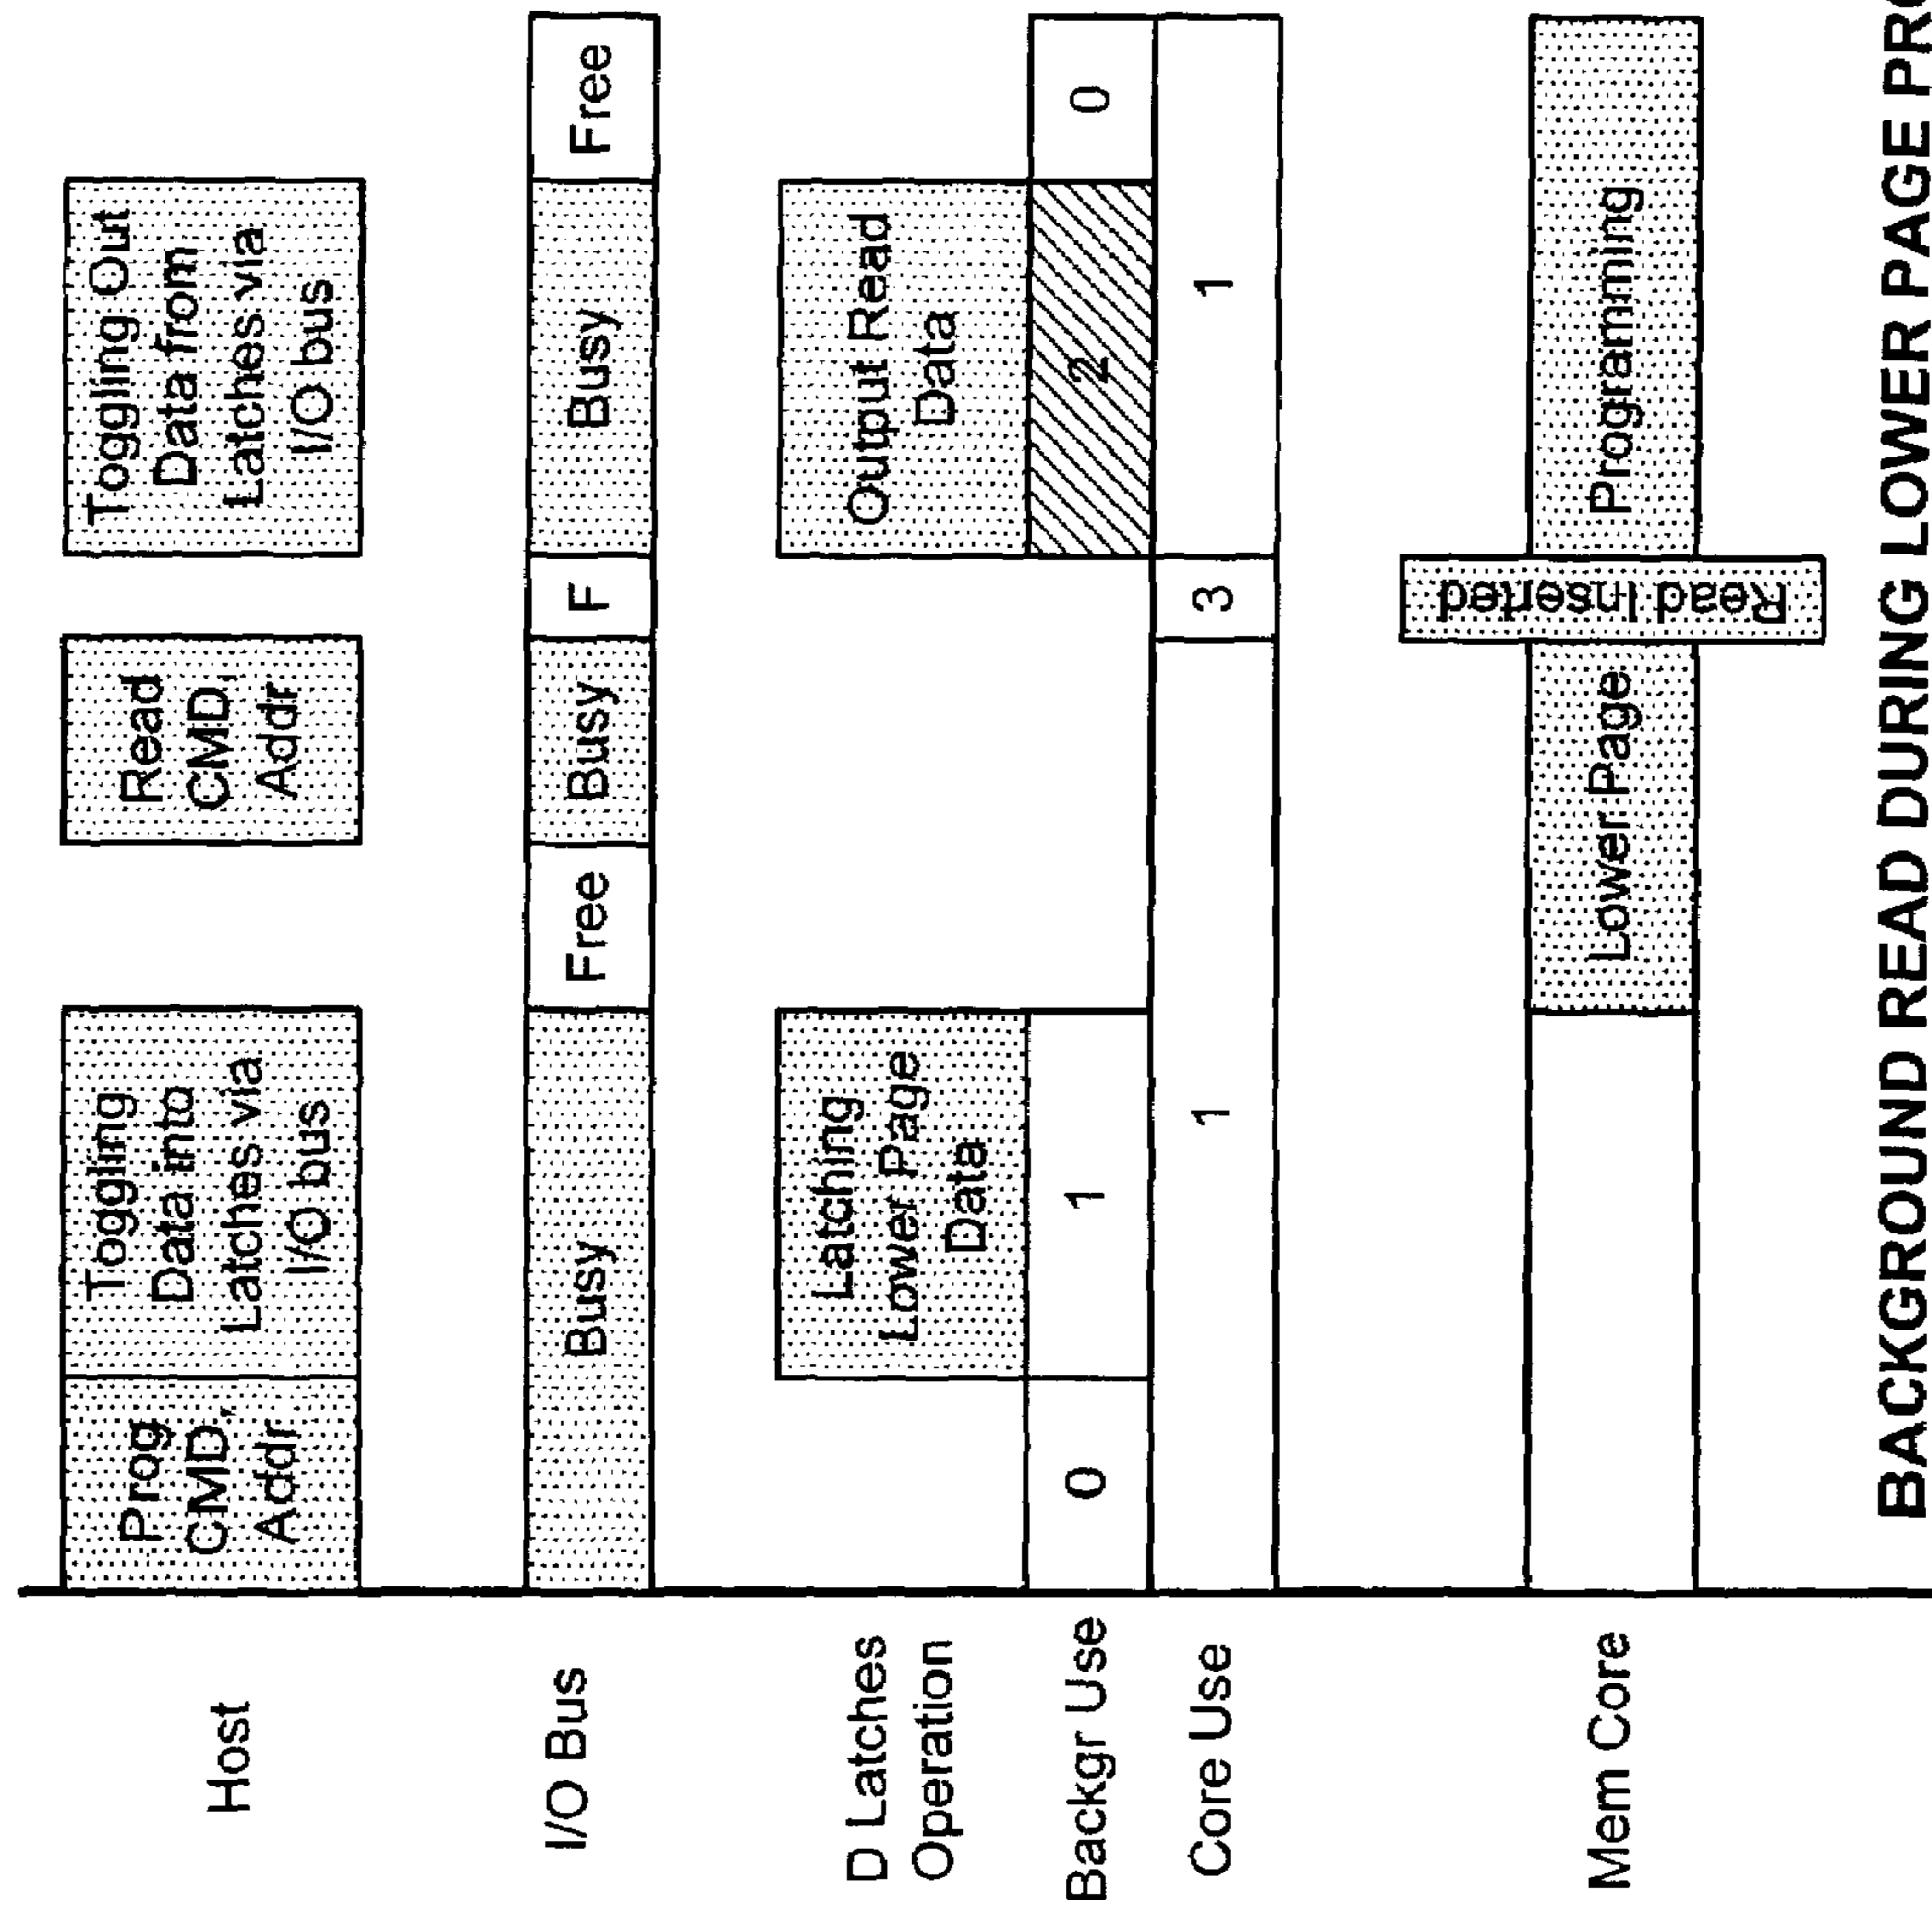 Host
Prog
CMD,
Addr
Toggling
Data into
Latches via
I/O bus
Read
CMD,
Addr
Toggling Out
Data from
Latches via
I/O bus
I/O Bus
Busy
Free
Busy
F
Busy
Free
D Latches
Operation
Latching
Lower Page
Data
Output Read
Data
Backgr Use
0
1
2
0
Core Use
1
3
1
Mem Core
Lower Page
Read Inserted
Programming
BACKGROUND READ DURING LOWER PAGE